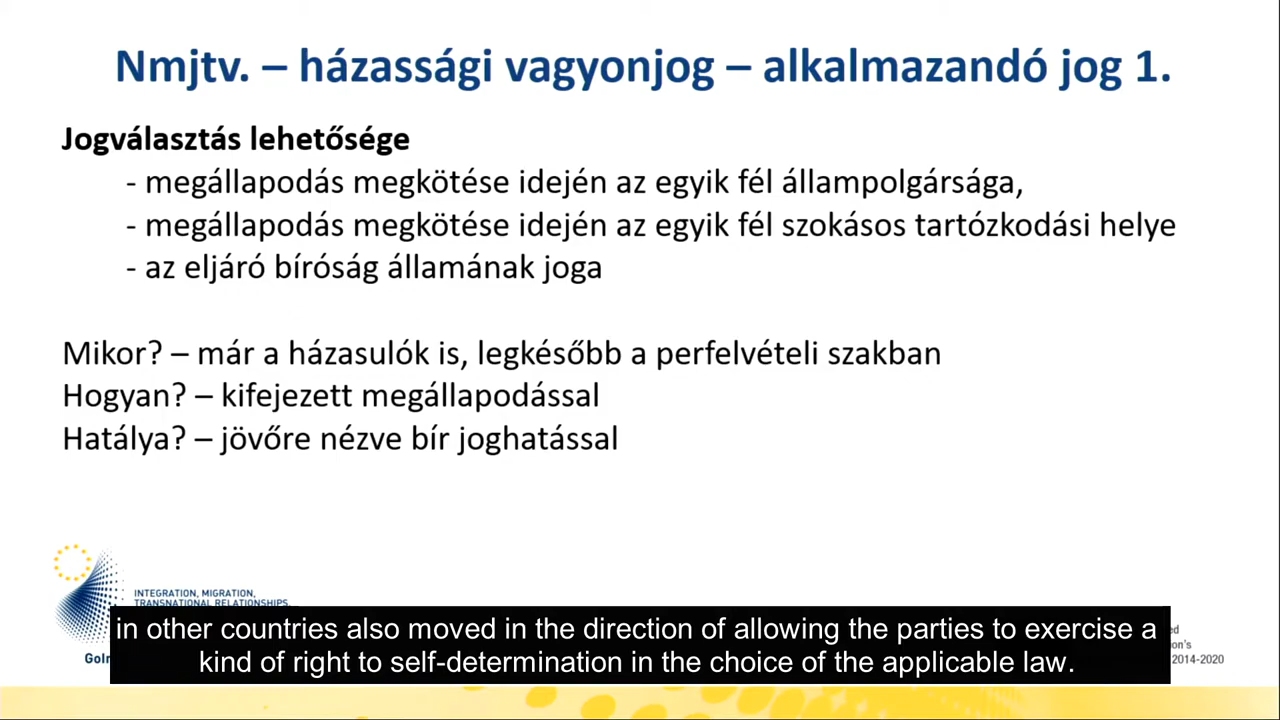 Nmjtv. – házassági vagyonjog – alkalmazandó jog 1.
Jogválasztás lehetősége
- megállapodás megkötése idején az egyik fél állampolgársága,
- megállapodás megkötése idején az egyik fél szokásos tartózkodási helye
- az eljáró bíróság államának joga
Mikor? – már a házasulók is, legkésőbb a perfelvételi szakban
Hogyan? – kifejezett megállapodással
Hatálya? – jövőre nézve bír joghatással
INTEGRATION, MIGRATION,
TRANSNATIONAL RELATIONSHIPS.
in other countries also moved in the direction of allowing the parties to exercise a
kind of right to self-determination in the choice of the applicable law.
2014-2020